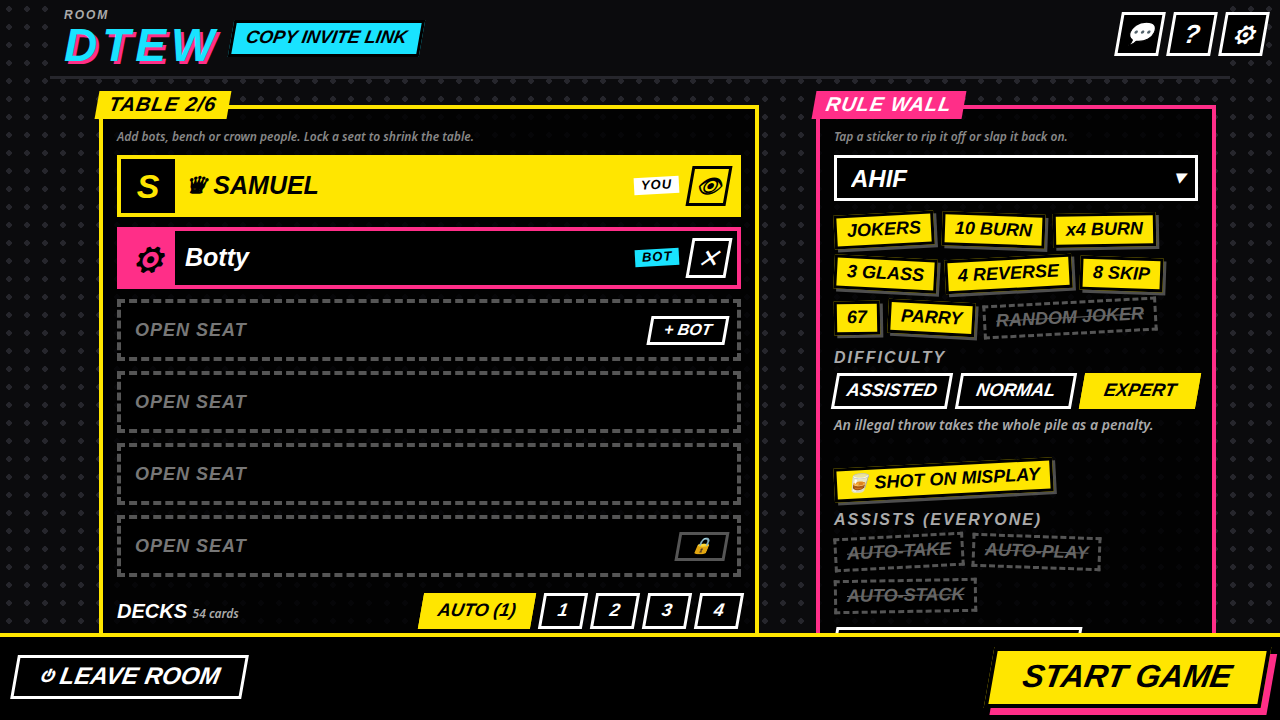 ROOM
DTEW
COPY INVITE LINK
?
TABLE 2/6
Add bots, bench or crown people. Lock a seat to shrink the table.
S
SAMUEL
YOU
Botty
BOT
OPEN SEAT
+ BOT
OPEN SEAT
OPEN SEAT
OPEN SEAT
DECKS 54 cards
AUTO (1) 1 2 3 4
RULE WALL
Tap a sticker to rip it off or slap it back on.
AHIF
JOKERS 10 BURN x4 BURN
3 GLASS 4 REVERSE 8 SKIP
67 PARRY RANDOM JOKER
DIFFICULTY
ASSISTED NORMAL EXPERT
An illegal throw takes the whole pile as a penalty.
SHOT ON MISPLAY
ASSISTS (EVERYONE)
AUTO-TAKE AUTO-PLAY
AUTO-STACK
LEAVE ROOM
START GAME